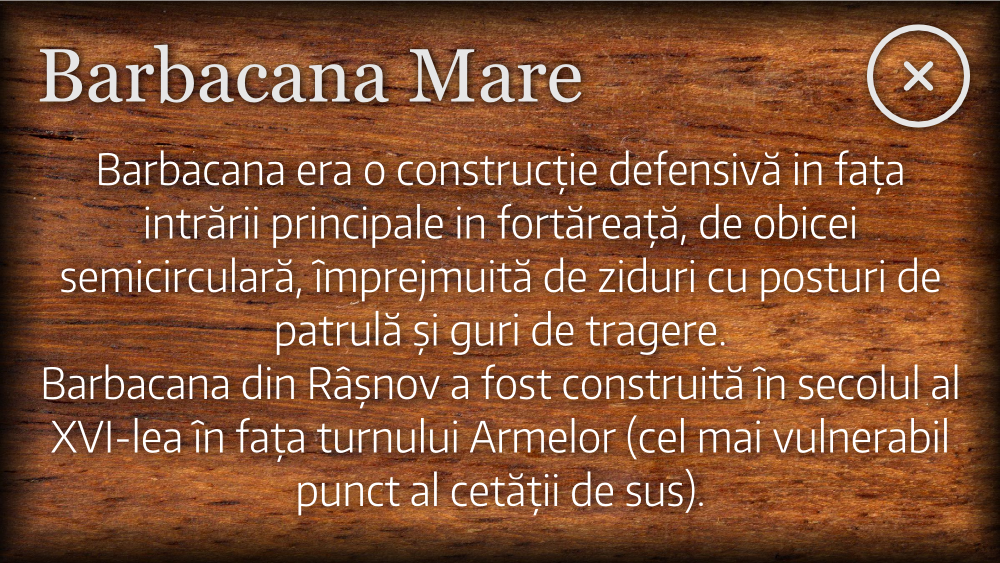 Barbacana Mare
Barbacana era o construcție defensivă in fața
intrării principale in fortăreață, de obicei
semicirculară, împrejmuită de ziduri cu posturi de
patrulă și guri de tragere.
Barbacana din Râșnov a fost construită în secolul al
XVI-lea în fața turnului Armelor (cel mai vulnerabil
punct al cetății de sus).